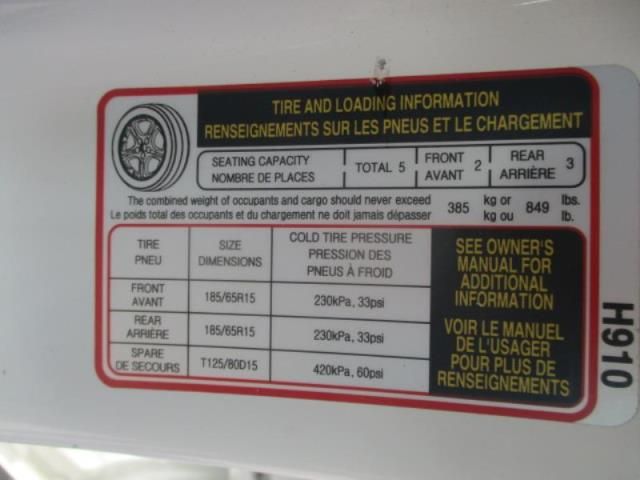 TIRE AND LOADING INFORMATION
RENSEIGNEMENTS SUR LES PNEUS ET LE CHARGEMENT
SEATING CAPACITY
NOMBRE DE PLACES
TOTAL 5
FRONT
AVANT 2
REAR
ARRIÈRE 3
The combined weight of occupants and cargo should never exceed 385 kg or 849 lbs.
Le poids total des occupants et du chargement ne doit jamais dépasser kg ou lb.
TIRE
PNEU
SIZE
DIMENSIONS
COLD TIRE PRESSURE
PRESSION DES
PNEUS À FROID
FRONT
AVANT
185/65R15
230kPa, 33psi
REAR
ARRIÈRE
185/65R15
230kPa, 33psi
SPARE
DE SECOURS
T125/80D15
420kPa, 60psi
SEE OWNER'S
MANUAL FOR
ADDITIONAL
INFORMATION
VOIR LE MANUEL
DE L'USAGER
POUR PLUS DE
RENSEIGNEMENTS
H910